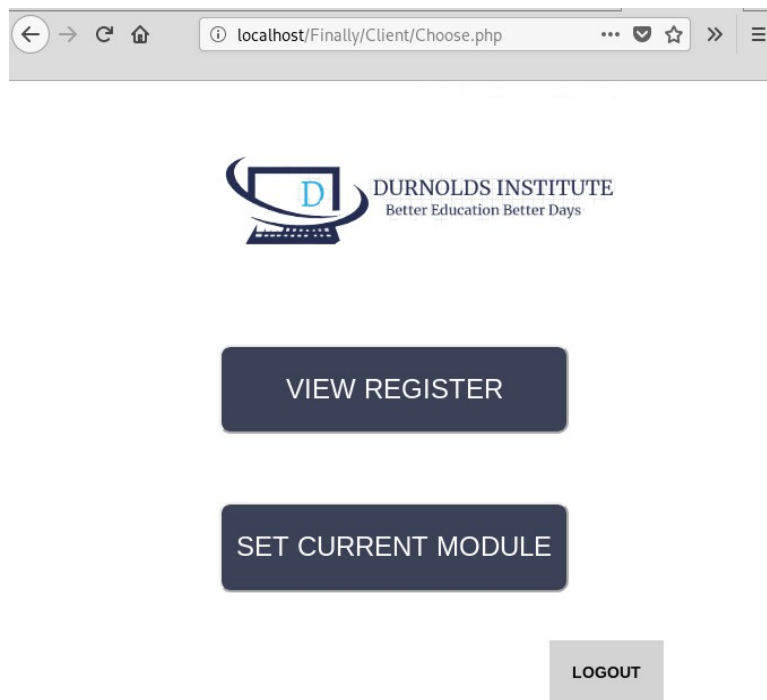 localhost/Finally/Client/Choose.php
D
DURNOLDS INSTITUTE
Better Education Better Days
VIEW REGISTER
SET CURRENT MODULE
LOGOUT